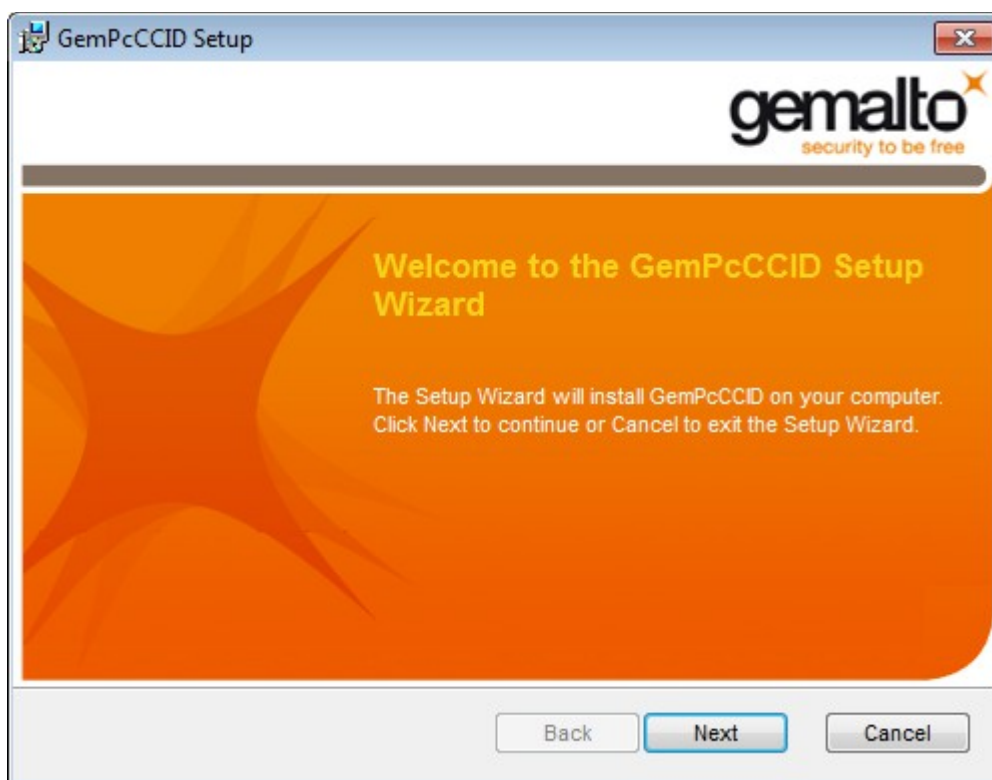 GemPcCCID Setup
gemalto
security to be free
Welcome to the GemPcCCID Setup
Wizard
The Setup Wizard will install GemPcCCID on your computer.
Click Next to continue or Cancel to exit the Setup Wizard.
Back Next Cancel